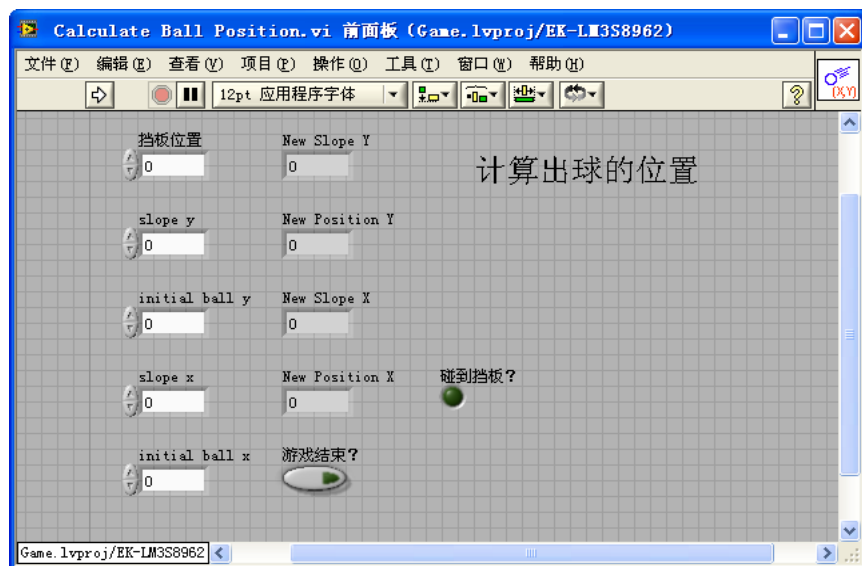 Calculate Ball Position.vi 前面板 (Game.lvproj/EK-LM3S8962)
文件(F) 编辑(E) 查看(V) 项目(P) 操作(O) 工具(T) 窗口(W) 帮助(H)
12pt 应用程序字体
(X,Y)
挡板位置 New Slope Y
0 0
计算出球的位置
slope y New Position Y
0 0
initial ball y New Slope X
0 0
slope x New Position X 碰到挡板?
0 0
initial ball x 游戏结束?
0
Game.lvproj/EK-LM3S8962